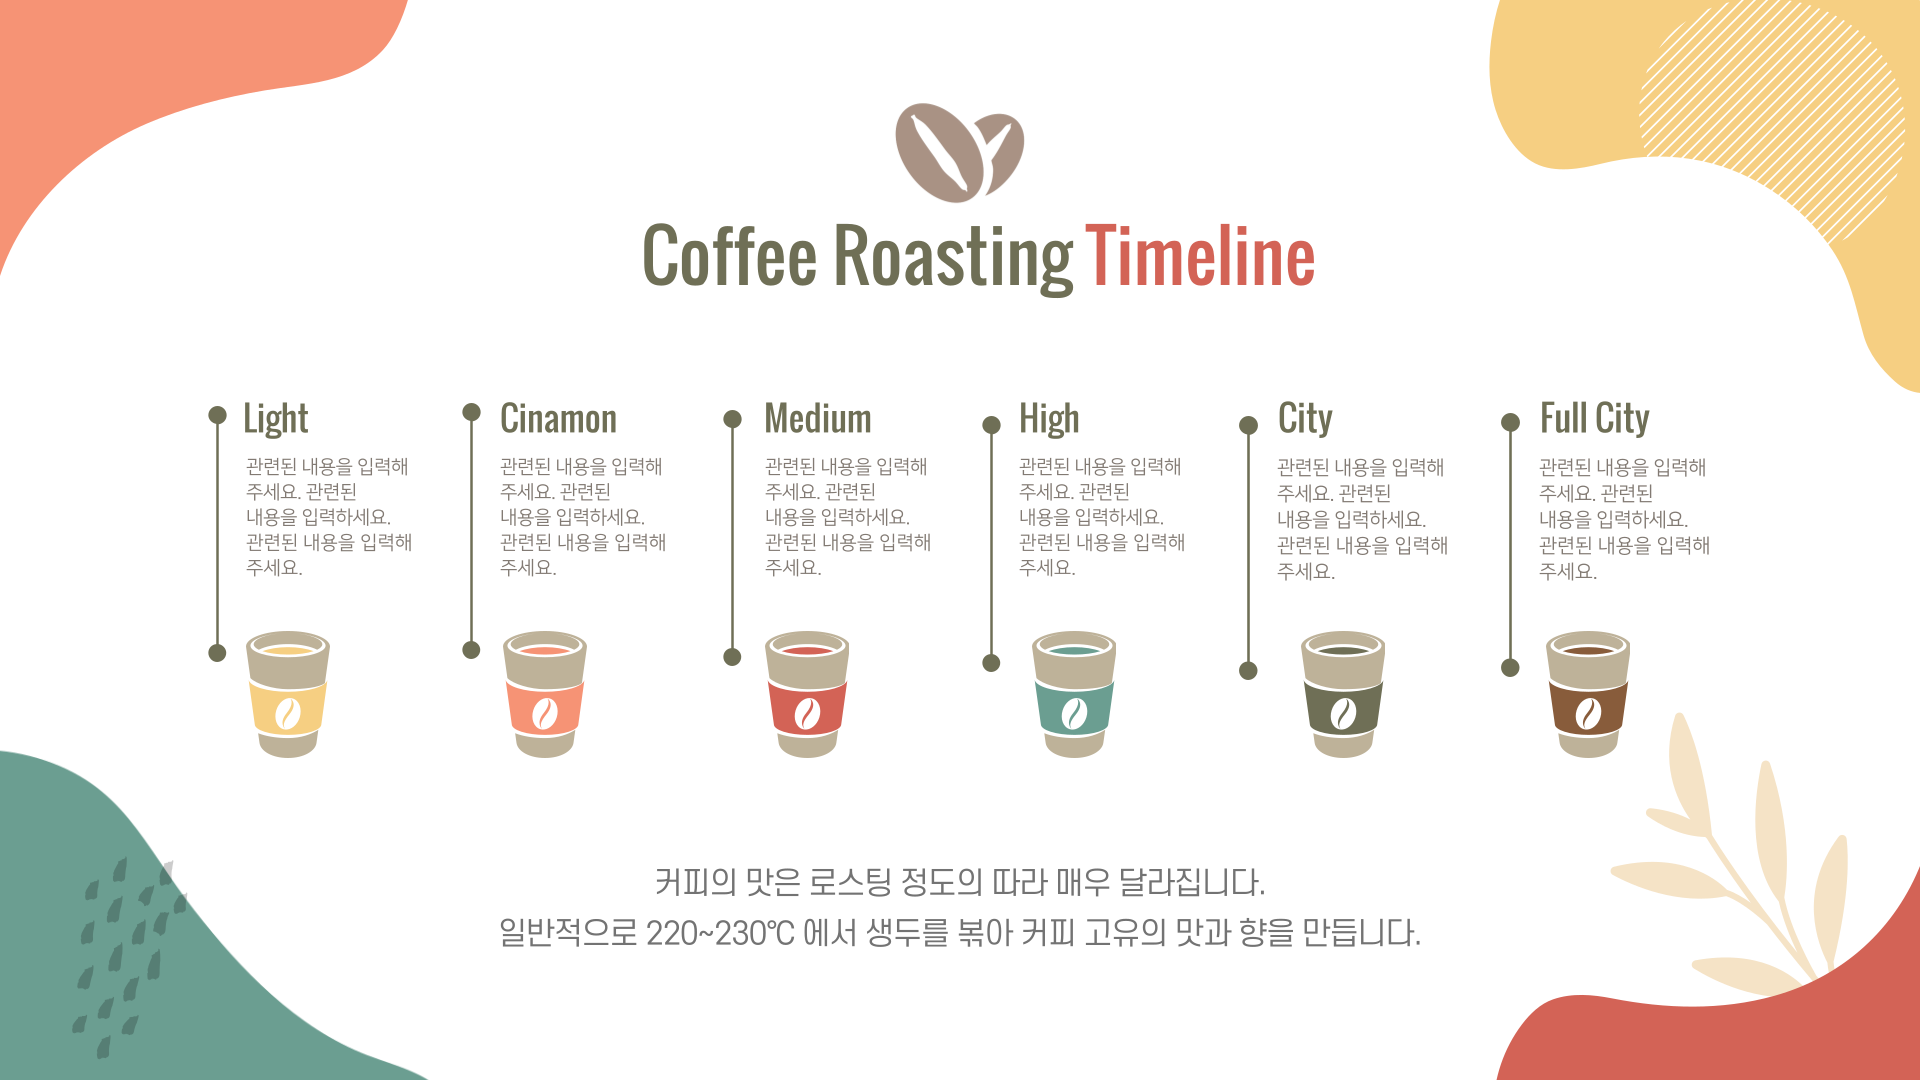 Coffee Roasting Timeline
Light
관련된 내용을 입력해
주세요. 관련된
내용을 입력하세요.
관련된 내용을 입력해
주세요.
Cinamon
관련된 내용을 입력해
주세요. 관련된
내용을 입력하세요.
관련된 내용을 입력해
주세요.
Medium
관련된 내용을 입력해
주세요. 관련된
내용을 입력하세요.
관련된 내용을 입력해
주세요.
High
관련된 내용을 입력해
주세요. 관련된
내용을 입력하세요.
관련된 내용을 입력해
주세요.
City
관련된 내용을 입력해
주세요. 관련된
내용을 입력하세요.
관련된 내용을 입력해
주세요.
Full City
관련된 내용을 입력해
주세요. 관련된
내용을 입력하세요.
관련된 내용을 입력해
주세요.
커피의 맛은 로스팅 정도의 따라 매우 달라집니다.
일반적으로 220~230℃ 에서 생두를 볶아 커피 고유의 맛과 향을 만듭니다.